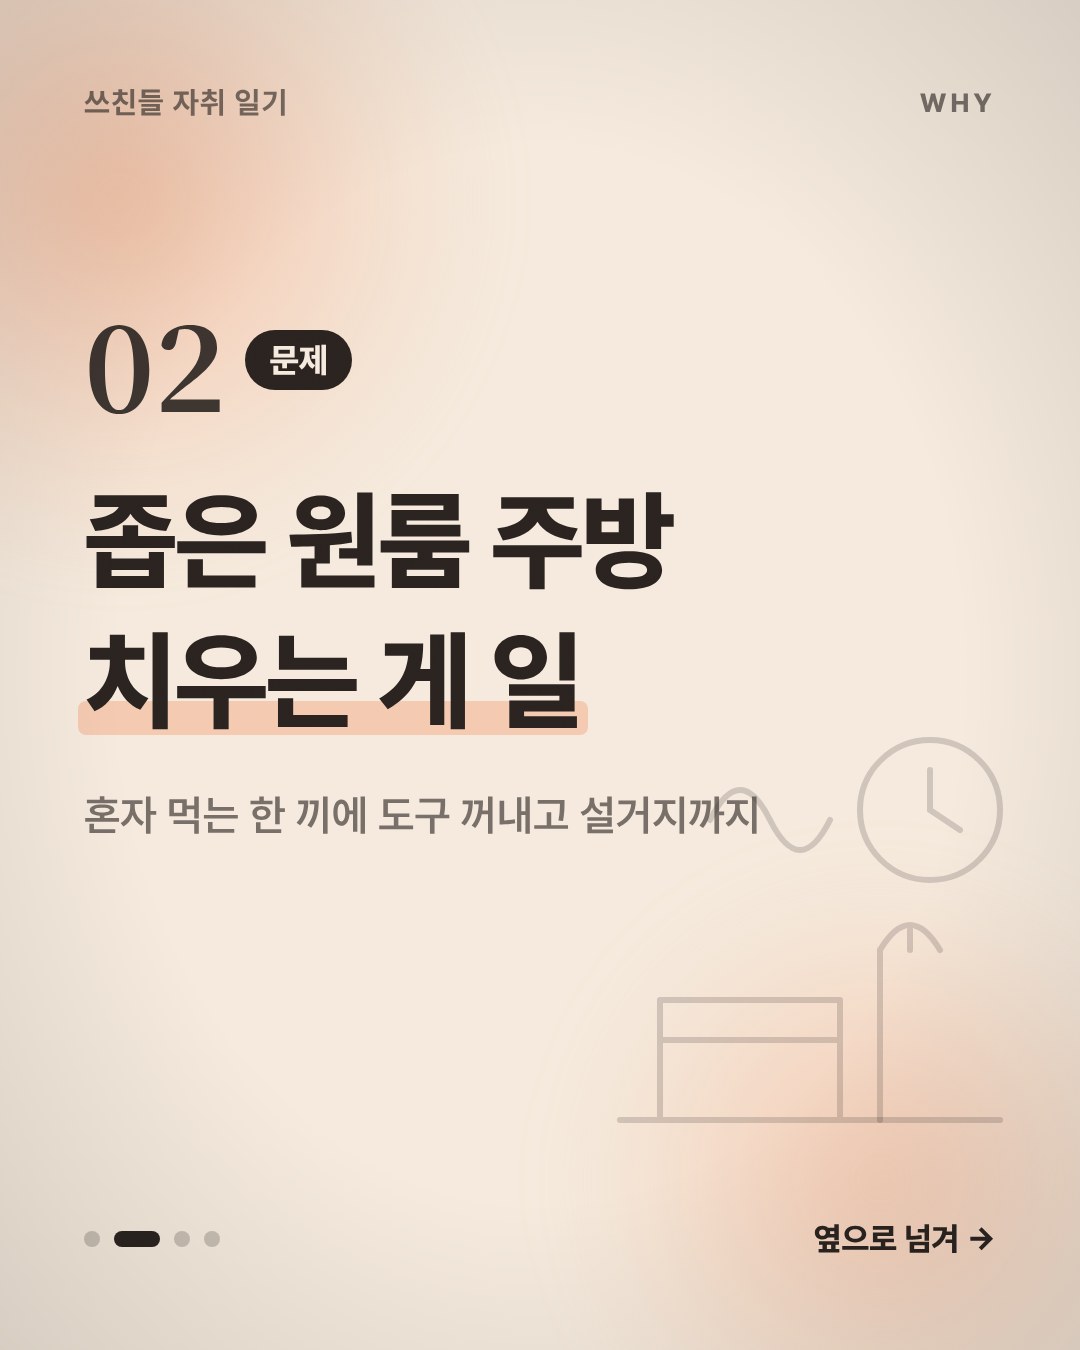 쓰친들 자취 일기
WHY
02 문제
좁은 원룸 주방
치우는 게 일
혼자 먹는 한 끼에 도구 꺼내고 설거지까지
옆으로 넘겨 →